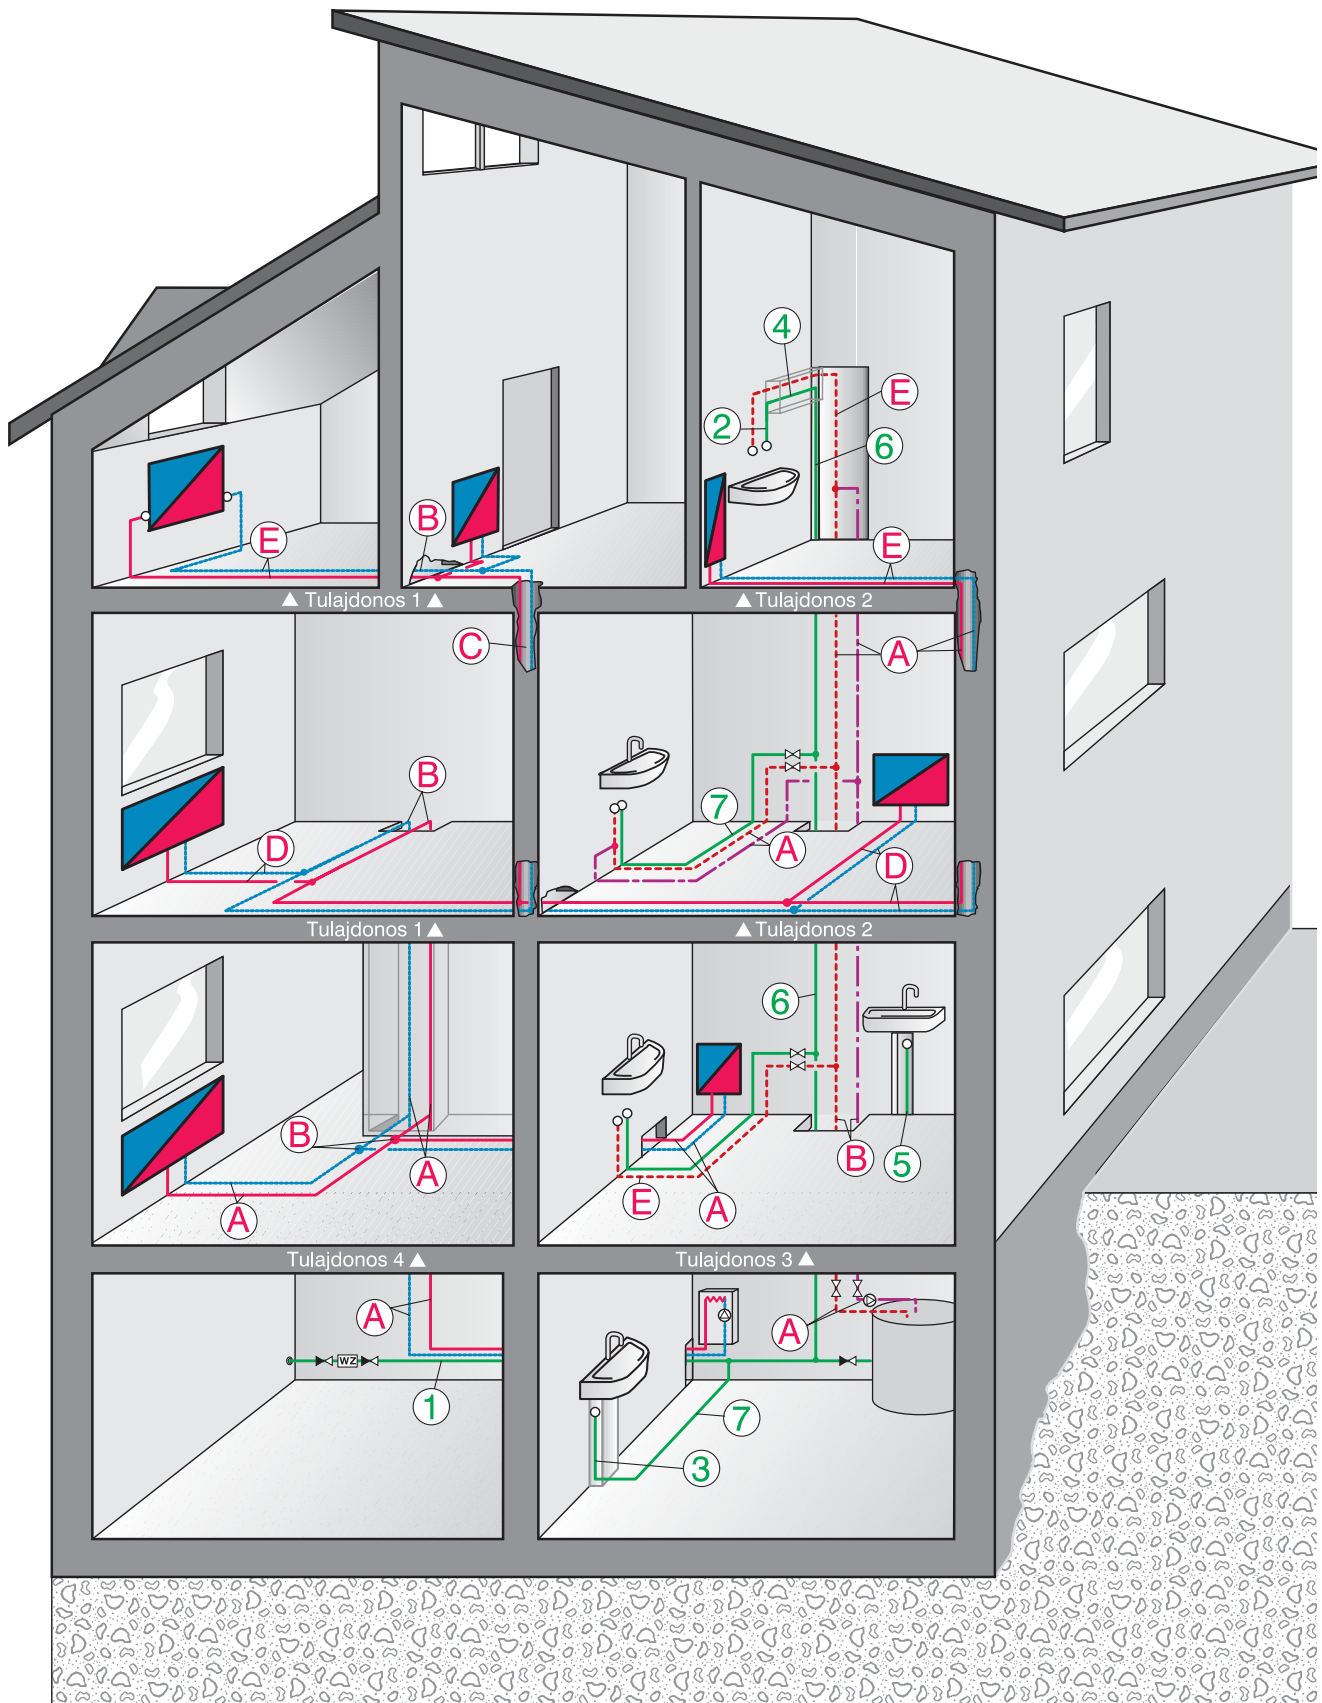 4
E
2
6
B
E
E
▲ Tulajdonos 1 ▲
▲ Tulajdonos 2
C
A
B
7
A
D
D
Tulajdonos 1 ▲
▲ Tulajdonos 2
6
B
A
B
5
A
E
A
Tulajdonos 4 ▲
Tulajdonos 3 ▲
A
A
WZ
1
7
3